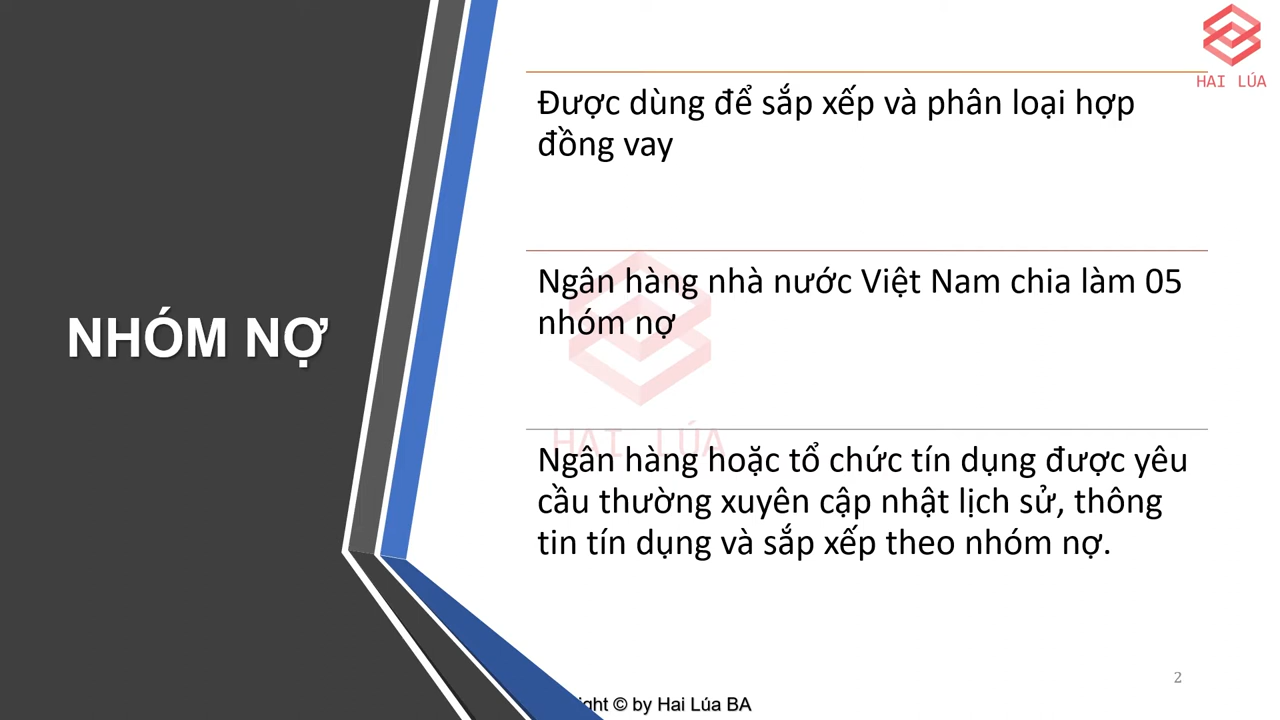 HAI LÚA
Được dùng để sắp xếp và phân loại hợp
đồng vay
Ngân hàng nhà nước Việt Nam chia làm 05
nhóm nợ
NHÓM NỢ
HAI LÚA
Ngân hàng hoặc tổ chức tín dụng được yêu
cầu thường xuyên cập nhật lịch sử, thông
tin tín dụng và sắp xếp theo nhóm nợ.
2
© by Hai Lúa BA